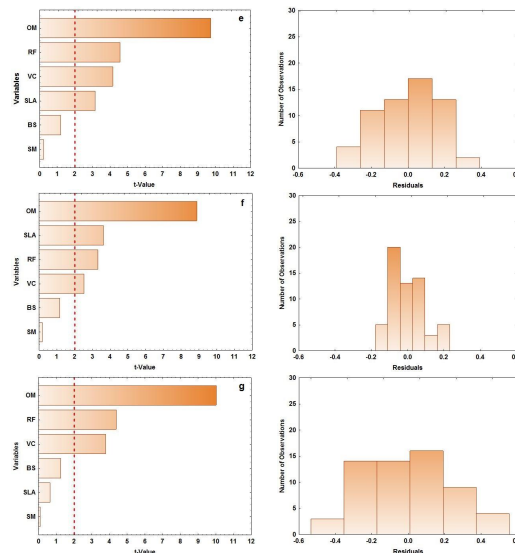 e
Variables
OM
RF
VC
SLA
BS
SM
0 1 2 3 4 5 6 7 8 9 10 11 12
t-Value
Number of Observations
30
25
20
15
10
5
0
-0.6 -0.4 -0.2 0.0 0.2 0.4 0.6
Residuals
f
Variables
OM
SLA
RF
VC
BS
SM
0 1 2 3 4 5 6 7 8 9 10 11 12
t-Value
Number of Observations
30
25
20
15
10
5
0
-0.6 -0.4 -0.2 0.0 0.2 0.4 0.6
Residuals
g
Variables
OM
RF
VC
BS
SLA
SM
0 1 2 3 4 5 6 7 8 9 10 11 12
t-Value
Number of Observations
30
25
20
15
10
5
0
-0.6 -0.4 -0.2 0.0 0.2 0.4 0.6
Residuals